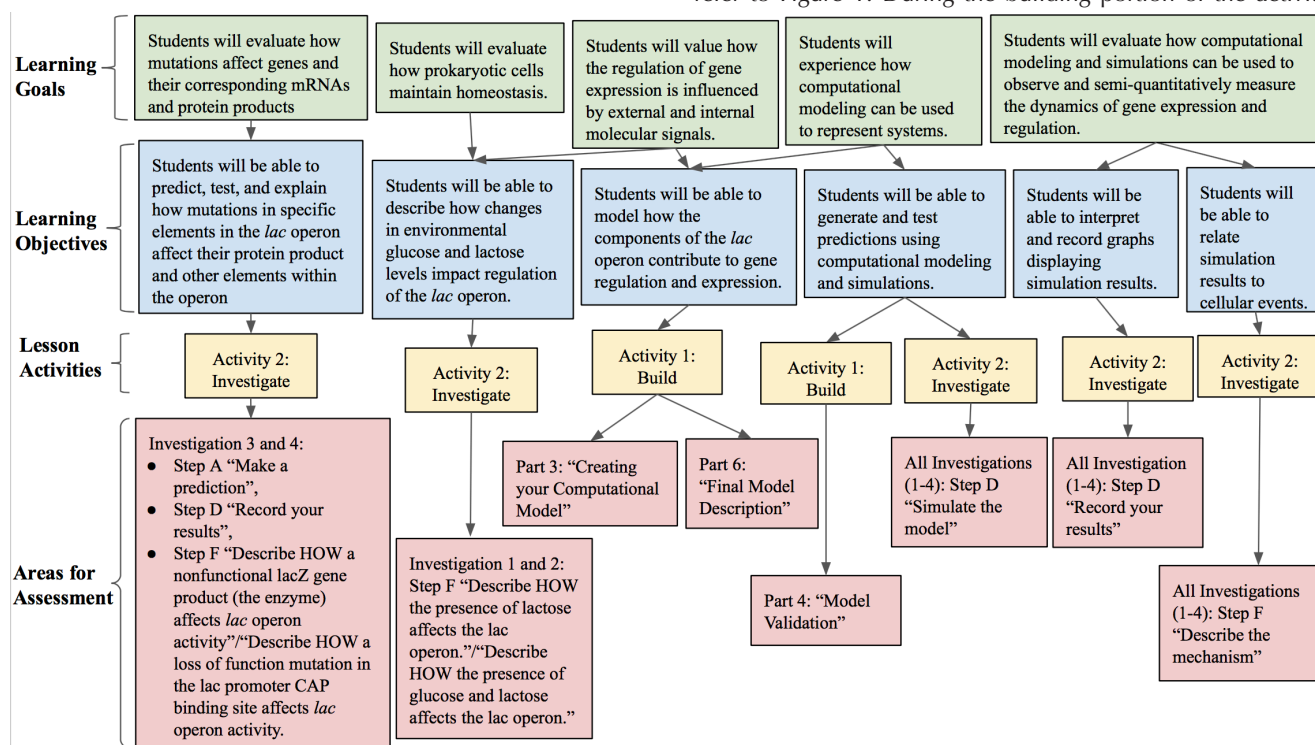 refer to Figure 1. During the building portion of the activi
Learning
Goals
Students will evaluate how
mutations affect genes and
their corresponding mRNAs
and protein products
Students will evaluate
how prokaryotic cells
maintain homeostasis.
Students will value how
the regulation of gene
expression is influenced
by external and internal
molecular signals.
Students will
experience how
computational
modeling can be used
to represent systems.
Students will evaluate how computational
modeling and simulations can be used to
observe and semi-quantitatively measure
the dynamics of gene expression and
regulation.
Learning
Objectives
Students will be able to
predict, test, and explain
how mutations in specific
elements in the lac operon
affect their protein product
and other elements within
the operon
Students will be able to
describe how changes
in environmental
glucose and lactose
levels impact regulation
of the lac operon.
Students will be able to
model how the
components of the lac
operon contribute to gene
regulation and expression.
Students will be able to
generate and test
predictions using
computational modeling
and simulations.
Students will be
able to interpret
and record graphs
displaying
simulation results.
Students will
be able to
relate
simulation
results to
cellular events.
Lesson
Activities
Activity 2:
Investigate
Activity 2:
Investigate
Activity 1:
Build
Activity 1:
Build
Activity 2:
Investigate
Activity 2:
Investigate
Activity 2:
Investigate
Areas for
Assessment
Investigation 3 and 4:
● Step A “Make a
prediction”,
● Step D “Record your
results”,
● Step F “Describe HOW a
nonfunctional lacZ gene
product (the enzyme)
affects lac operon
activity”/“Describe HOW a
loss of function mutation in
the lac promoter CAP
binding site affects lac
operon activity.
Investigation 1 and 2:
Step F “Describe HOW
the presence of lactose
affects the lac
operon.”/“Describe
HOW the presence of
glucose and lactose
affects the lac operon.”
Part 3: “Creating
your Computational
Model”
Part 6:
“Final Model
Description”
Part 4: “Model
Validation”
All Investigations
(1-4): Step D
“Simulate the
model”
All Investigation
(1-4): Step D
“Record your
results”
All Investigations
(1-4): Step F
“Describe the
mechanism”